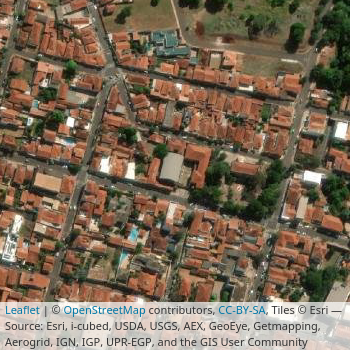 Leaflet | © OpenStreetMap contributors, CC-BY-SA, Tiles © Esri —
Source: Esri, i-cubed, USDA, USGS, AEX, GeoEye, Getmapping,
Aerogrid, IGN, IGP, UPR-EGP, and the GIS User Community